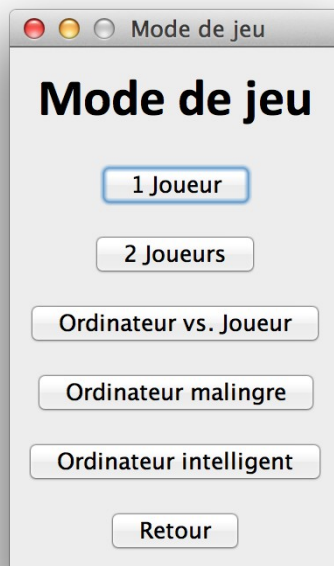 Mode de jeu
Mode de jeu
1 Joueur
2 Joueurs
Ordinateur vs. Joueur
Ordinateur malingre
Ordinateur intelligent
Retour